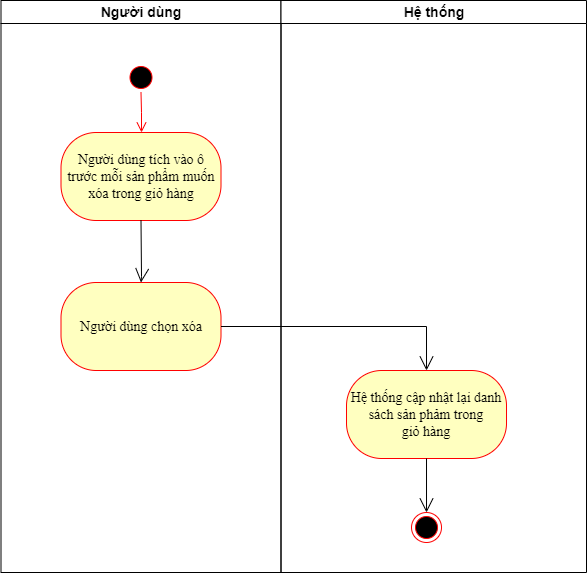 Người dùng
Hệ thống
Người dùng tích vào ô
trước mỗi sản phẩm muốn
xóa trong giỏ hàng
Người dùng chọn xóa
Hệ thống cập nhật lại danh
sách sản phảm trong
giỏ hàng